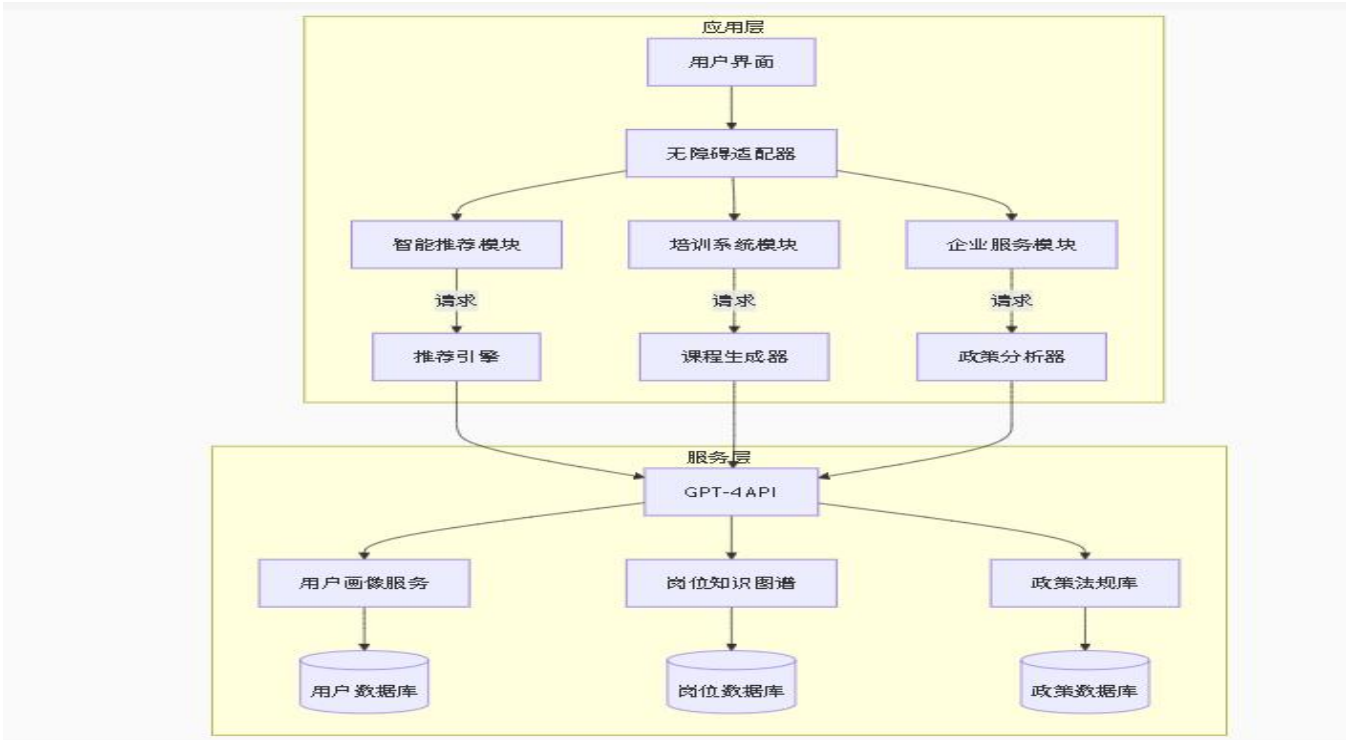 应用层
用户界面
无障碍适配器
智能推荐模块
培训系统模块
企业服务模块
请求
请求
请求
推荐引擎
课程生成器
政策分析器
服务层
GPT-4API
用户画像服务
岗位知识图谱
政策法规库
用户数据库
岗位数据库
政策数据库